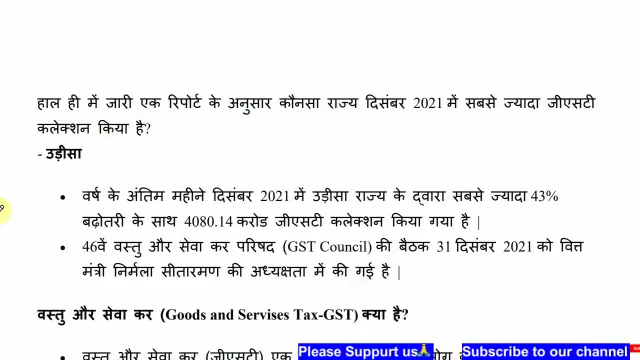 हाल ही में जारी एक रिपोर्ट के अनुसार कौनसा राज्य दिसंबर 2021 में सबसे ज्यादा जीएसटी
कलेक्शन किया है?
- उड़ीसा
• वर्ष के अंतिम महीने दिसंबर 2021 में उड़ीसा राज्य के द्वारा सबसे ज्यादा 43%
बढ़ोतरी के साथ 4080.14 करोड जीएसटी कलेक्शन किया गया है |
• 46वें वस्तु और सेवा कर परिषद (GST Council) की बैठक 31 दिसंबर 2021 को वित्त
मंत्री निर्मला सीतारमण की अध्यक्षता में की गई है |
वस्तु और सेवा कर (Goods and Servises Tax-GST) क्या है?
• वस्तु और सेवा कर (जीएसटी) एक
Please Suppurt us🙏 Subscribe to our channel